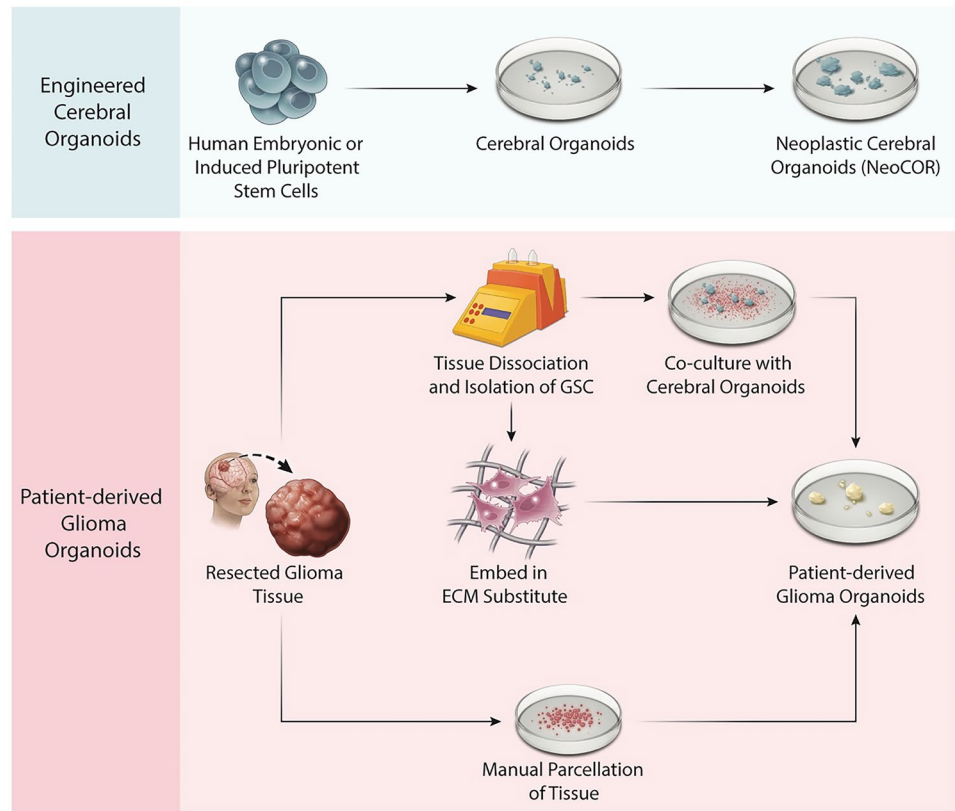 Engineered
Cerebral
Organoids
Human Embryonic or
Induced Pluripotent
Stem Cells
Cerebral Organoids
Neoplastic Cerebral
Organoids (NeoCOR)
Patient-derived
Glioma
Organoids
Resected Glioma
Tissue
Tissue Dissociation
and Isolation of GSC
Co-culture with
Cerebral Organoids
Embed in
ECM Substitute
Patient-derived
Glioma Organoids
Manual Parcellation
of Tissue